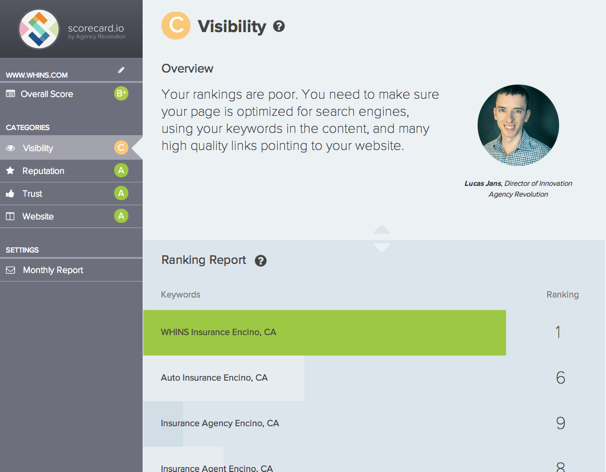 scorecard.io
by Agency Revolution
WWW.WHINS.COM
Overall Score B+
CATEGORIES
Visibility C
Reputation A
Trust A
Website A
SETTINGS
Monthly Report
C Visibility ?
Overview
Your rankings are poor. You need to make sure
your page is optimized for search engines,
using your keywords in the content, and many
high quality links pointing to your website.
Lucas Jans, Director of Innovation
Agency Revolution
Ranking Report ?
Keywords Ranking
WHINS Insurance Encino, CA 1
Auto Insurance Encino, CA 6
Insurance Agency Encino, CA 9
Insurance Agent Encino, CA 8